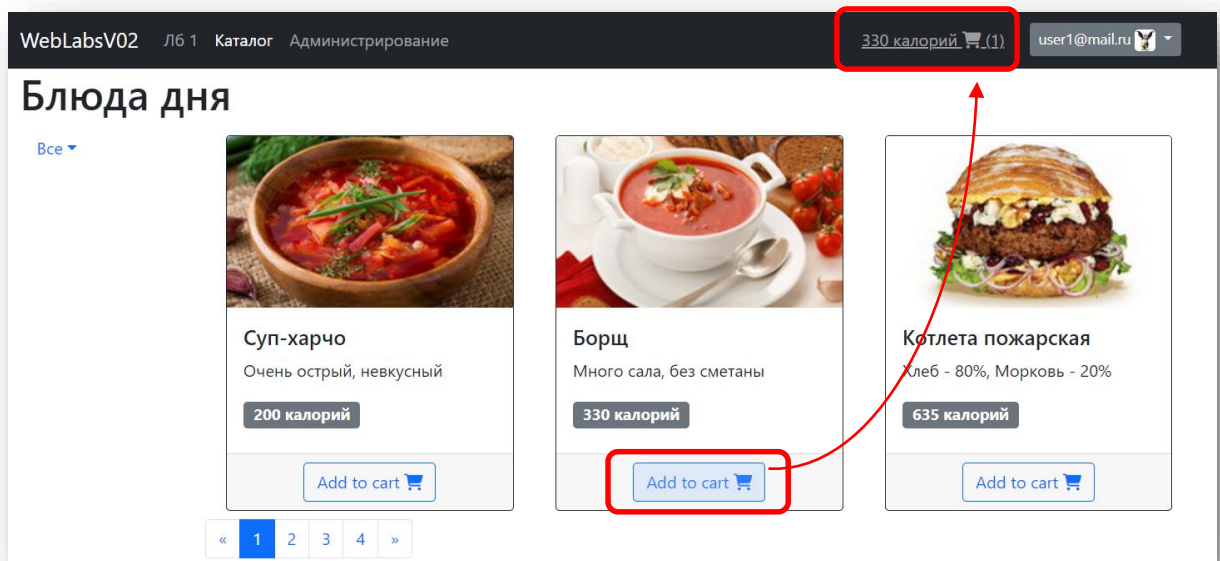 WebLabsV02 Лб 1 Каталог Администрирование 330 калорий (1) user1@mail.ru
Блюда дня
Все
Суп-харчо
Очень острый, невкусный
200 калорий
Add to cart
Борщ
Много сала, без сметаны
330 калорий
Add to cart
Котлета пожарская
Хлеб - 80%, Морковь - 20%
635 калорий
Add to cart
« 1 2 3 4 »